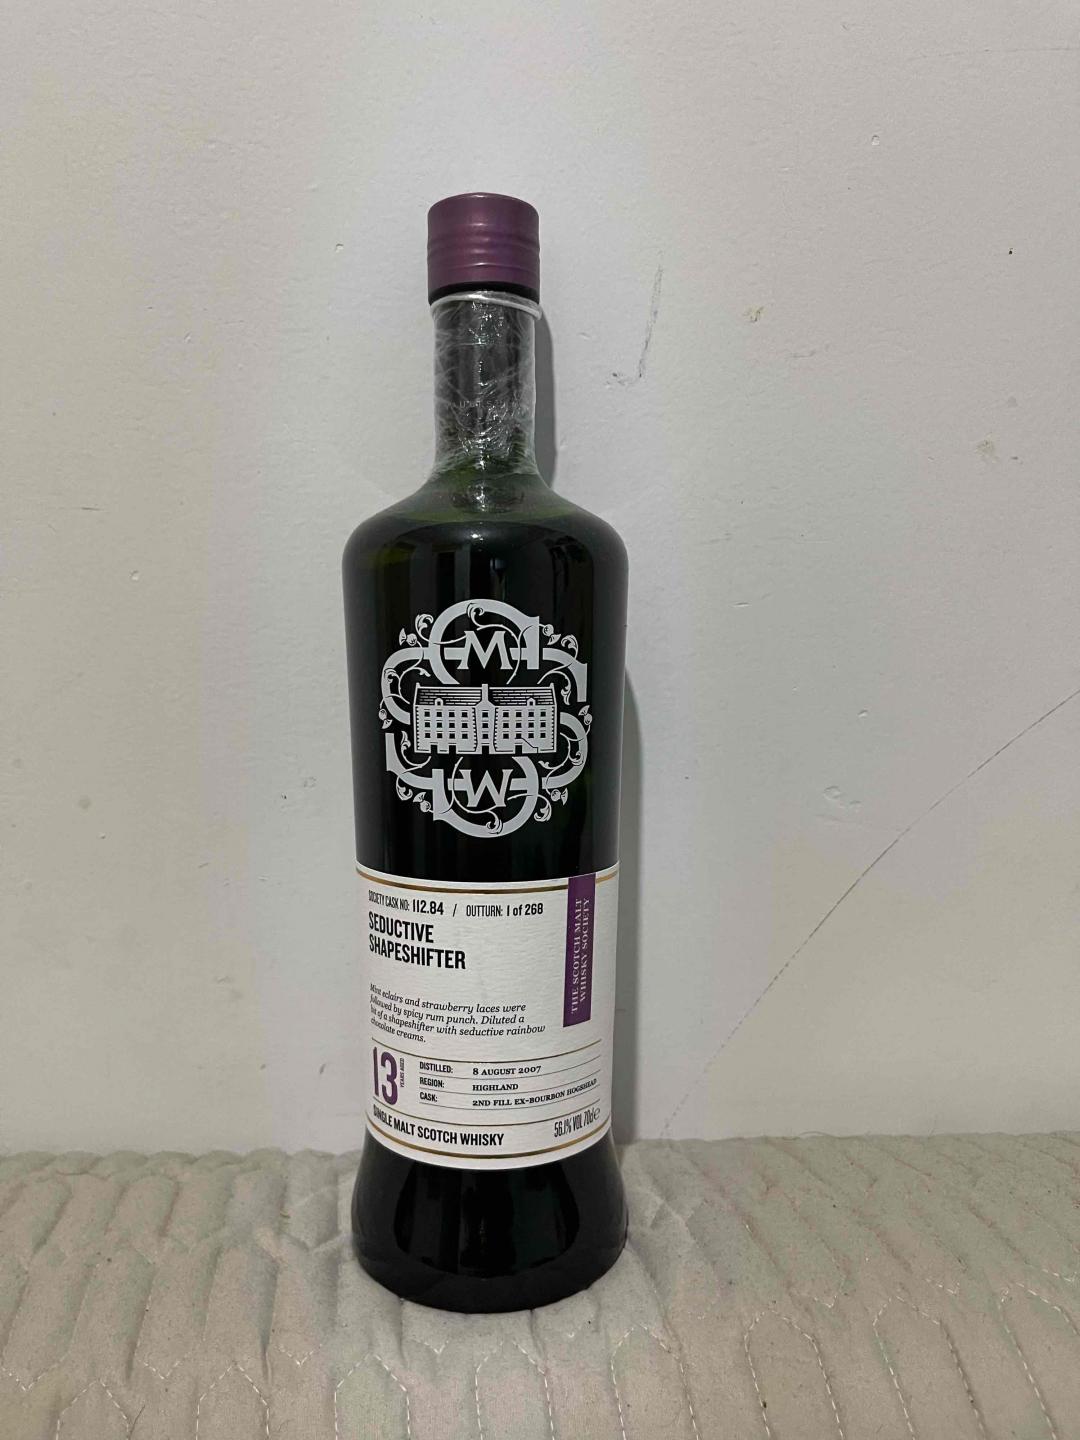 M
W
SOCIETY CASK NO: 112.84 / OUTTURN: 1 of 268
SEDUCTIVE
SHAPESHIFTER
THE SCOTCH MALT
WHISKY SOCIETY
Mint eclairs and strawberry laces were
followed by spicy rum punch. Diluted a
bit of a shapeshifter with seductive rainbow
chocolate creams.
13 YEARS AGED
DISTILLED: 8 AUGUST 2007
REGION: HIGHLAND
CASK: 2ND FILL EX-BOURBON HOGSHEAD
SINGLE MALT SCOTCH WHISKY
56.1% VOL 70cl e